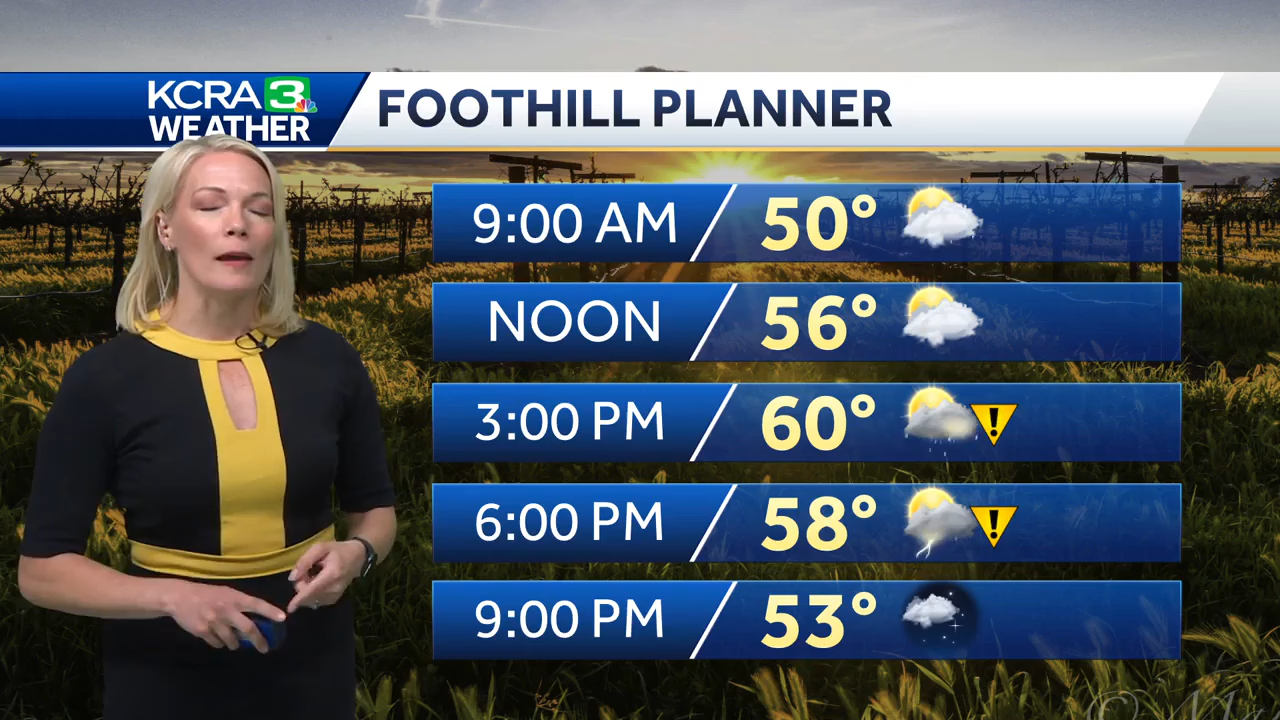 KCRA 3
WEATHER
FOOTHILL PLANNER
9:00 AM 50°
NOON 56°
3:00 PM 60° !
6:00 PM 58° !
9:00 PM 53°